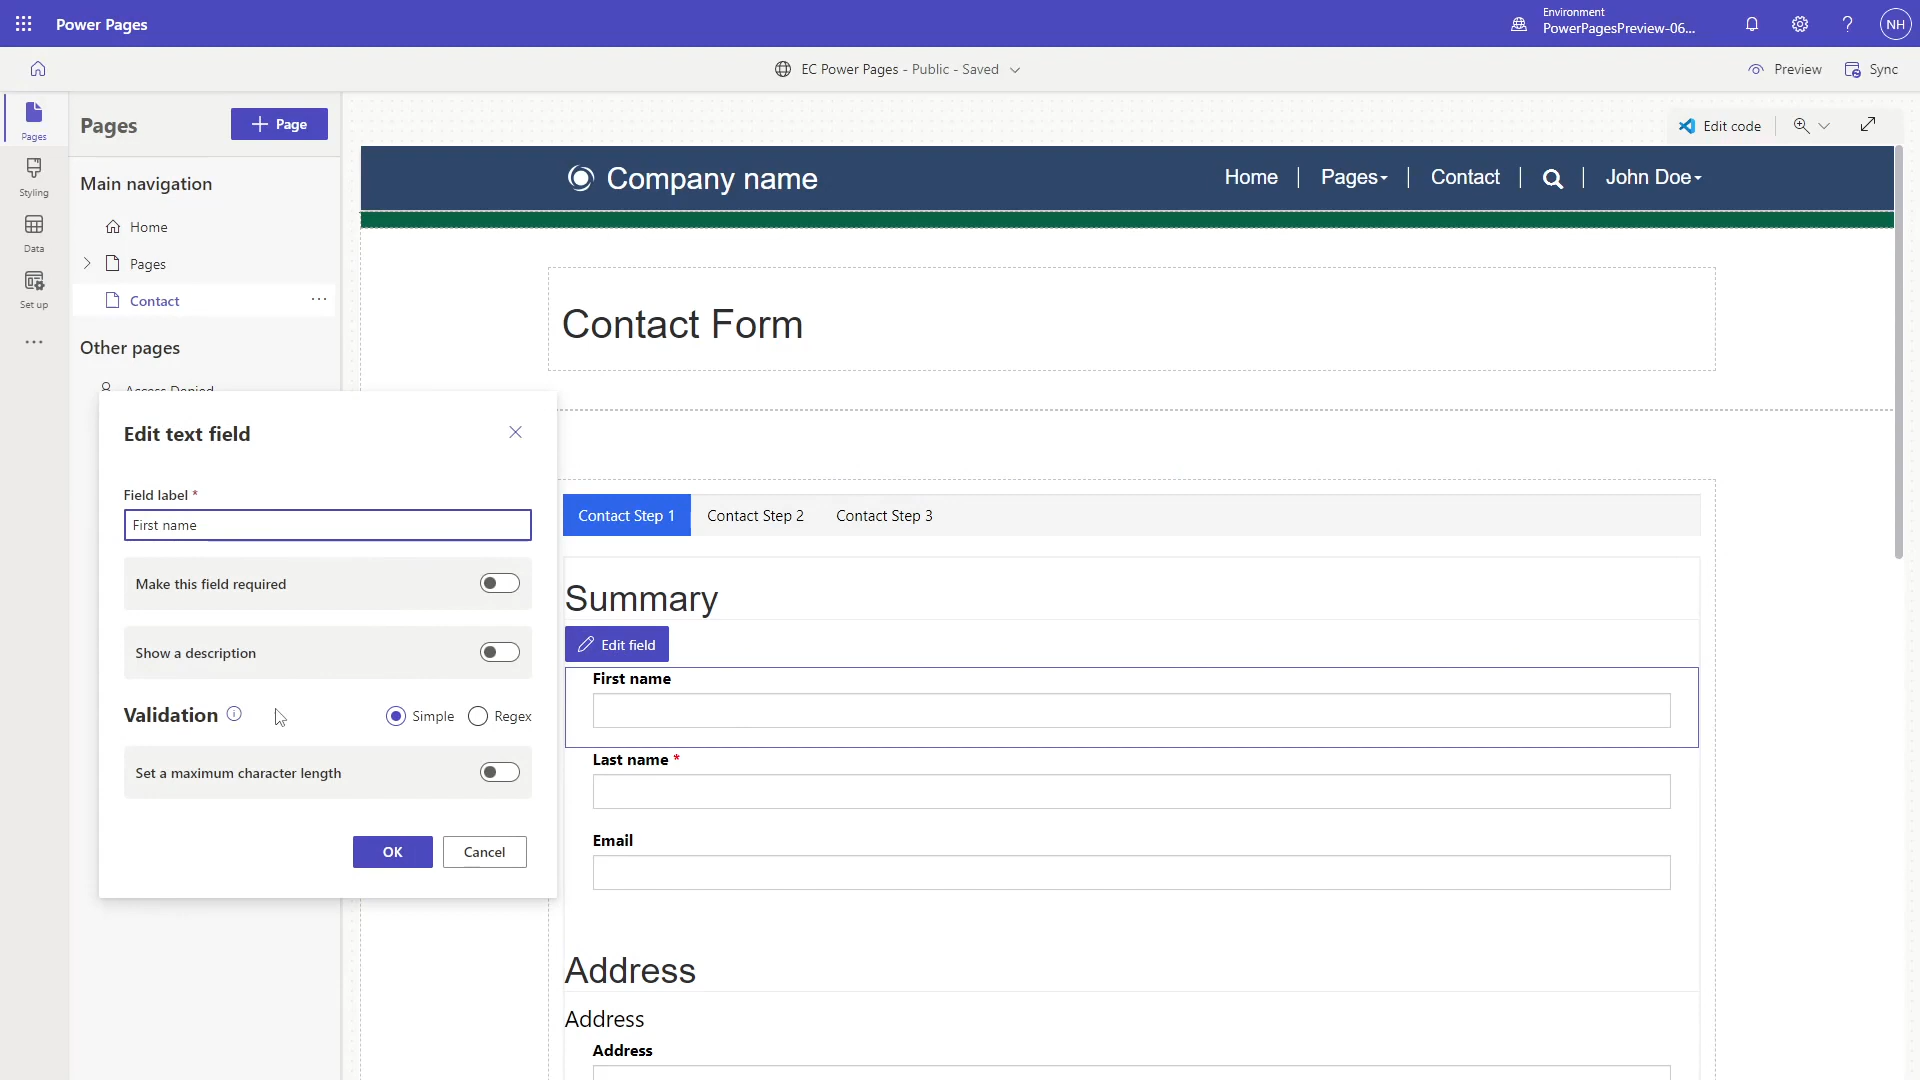 Power Pages
Environment
PowerPagesPreview-06...
NH
EC Power Pages - Public - Saved
Preview
Sync
Pages
Styling
Data
Set up
Pages
Page
Main navigation
Home
Pages
Contact
Other pages
Access Denied
Edit code
Company name
Home
Pages
Contact
John Doe
Contact Form
Edit text field
Field label *
First name
Make this field required
Show a description
Validation
Simple
Regex
Set a maximum character length
OK
Cancel
Contact Step 1
Contact Step 2
Contact Step 3
Summary
Edit field
First name
Last name *
Email
Address
Address
Address